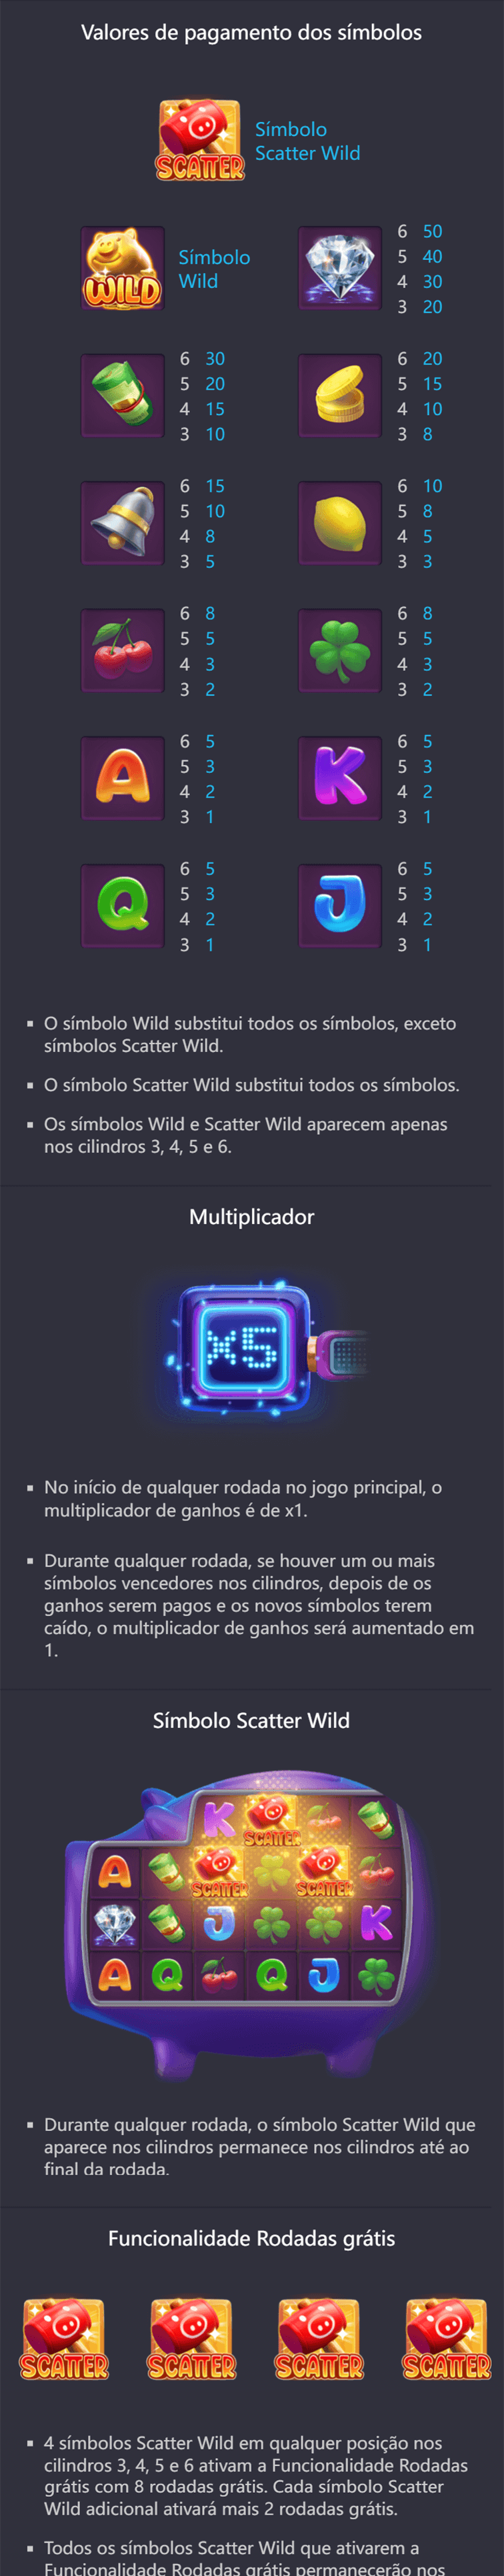 Valores de pagamento dos símbolos
SCATTER
Símbolo
Scatter Wild
WILD
Símbolo
Wild
6 50
5 40
4 30
3 20
6 30
5 20
4 15
3 10
6 20
5 15
4 10
3 8
6 15
5 10
4 8
3 5
6 10
5 8
4 5
3 3
6 8
5 5
4 3
3 2
6 8
5 5
4 3
3 2
A
6 5
5 3
4 2
3 1
K
6 5
5 3
4 2
3 1
Q
6 5
5 3
4 2
3 1
J
6 5
5 3
4 2
3 1
▪ O símbolo Wild substitui todos os símbolos, exceto
símbolos Scatter Wild.
▪ O símbolo Scatter Wild substitui todos os símbolos.
▪ Os símbolos Wild e Scatter Wild aparecem apenas
nos cilindros 3, 4, 5 e 6.
Multiplicador
x5
▪ No início de qualquer rodada no jogo principal, o
multiplicador de ganhos é de x1.
▪ Durante qualquer rodada, se houver um ou mais
símbolos vencedores nos cilindros, depois de os
ganhos serem pagos e os novos símbolos terem
caído, o multiplicador de ganhos será aumentado em
1.
Símbolo Scatter Wild
K SCATTER
A SCATTER SCATTER
J K
A Q Q J
▪ Durante qualquer rodada, o símbolo Scatter Wild que
aparece nos cilindros permanece nos cilindros até ao
final da rodada.
Funcionalidade Rodadas grátis
SCATTER SCATTER SCATTER SCATTER
▪ 4 símbolos Scatter Wild em qualquer posição nos
cilindros 3, 4, 5 e 6 ativam a Funcionalidade Rodadas
grátis com 8 rodadas grátis. Cada símbolo Scatter
Wild adicional ativará mais 2 rodadas grátis.
▪ Todos os símbolos Scatter Wild que ativarem a
Funcionalidade Rodadas grátis permanecerão nos